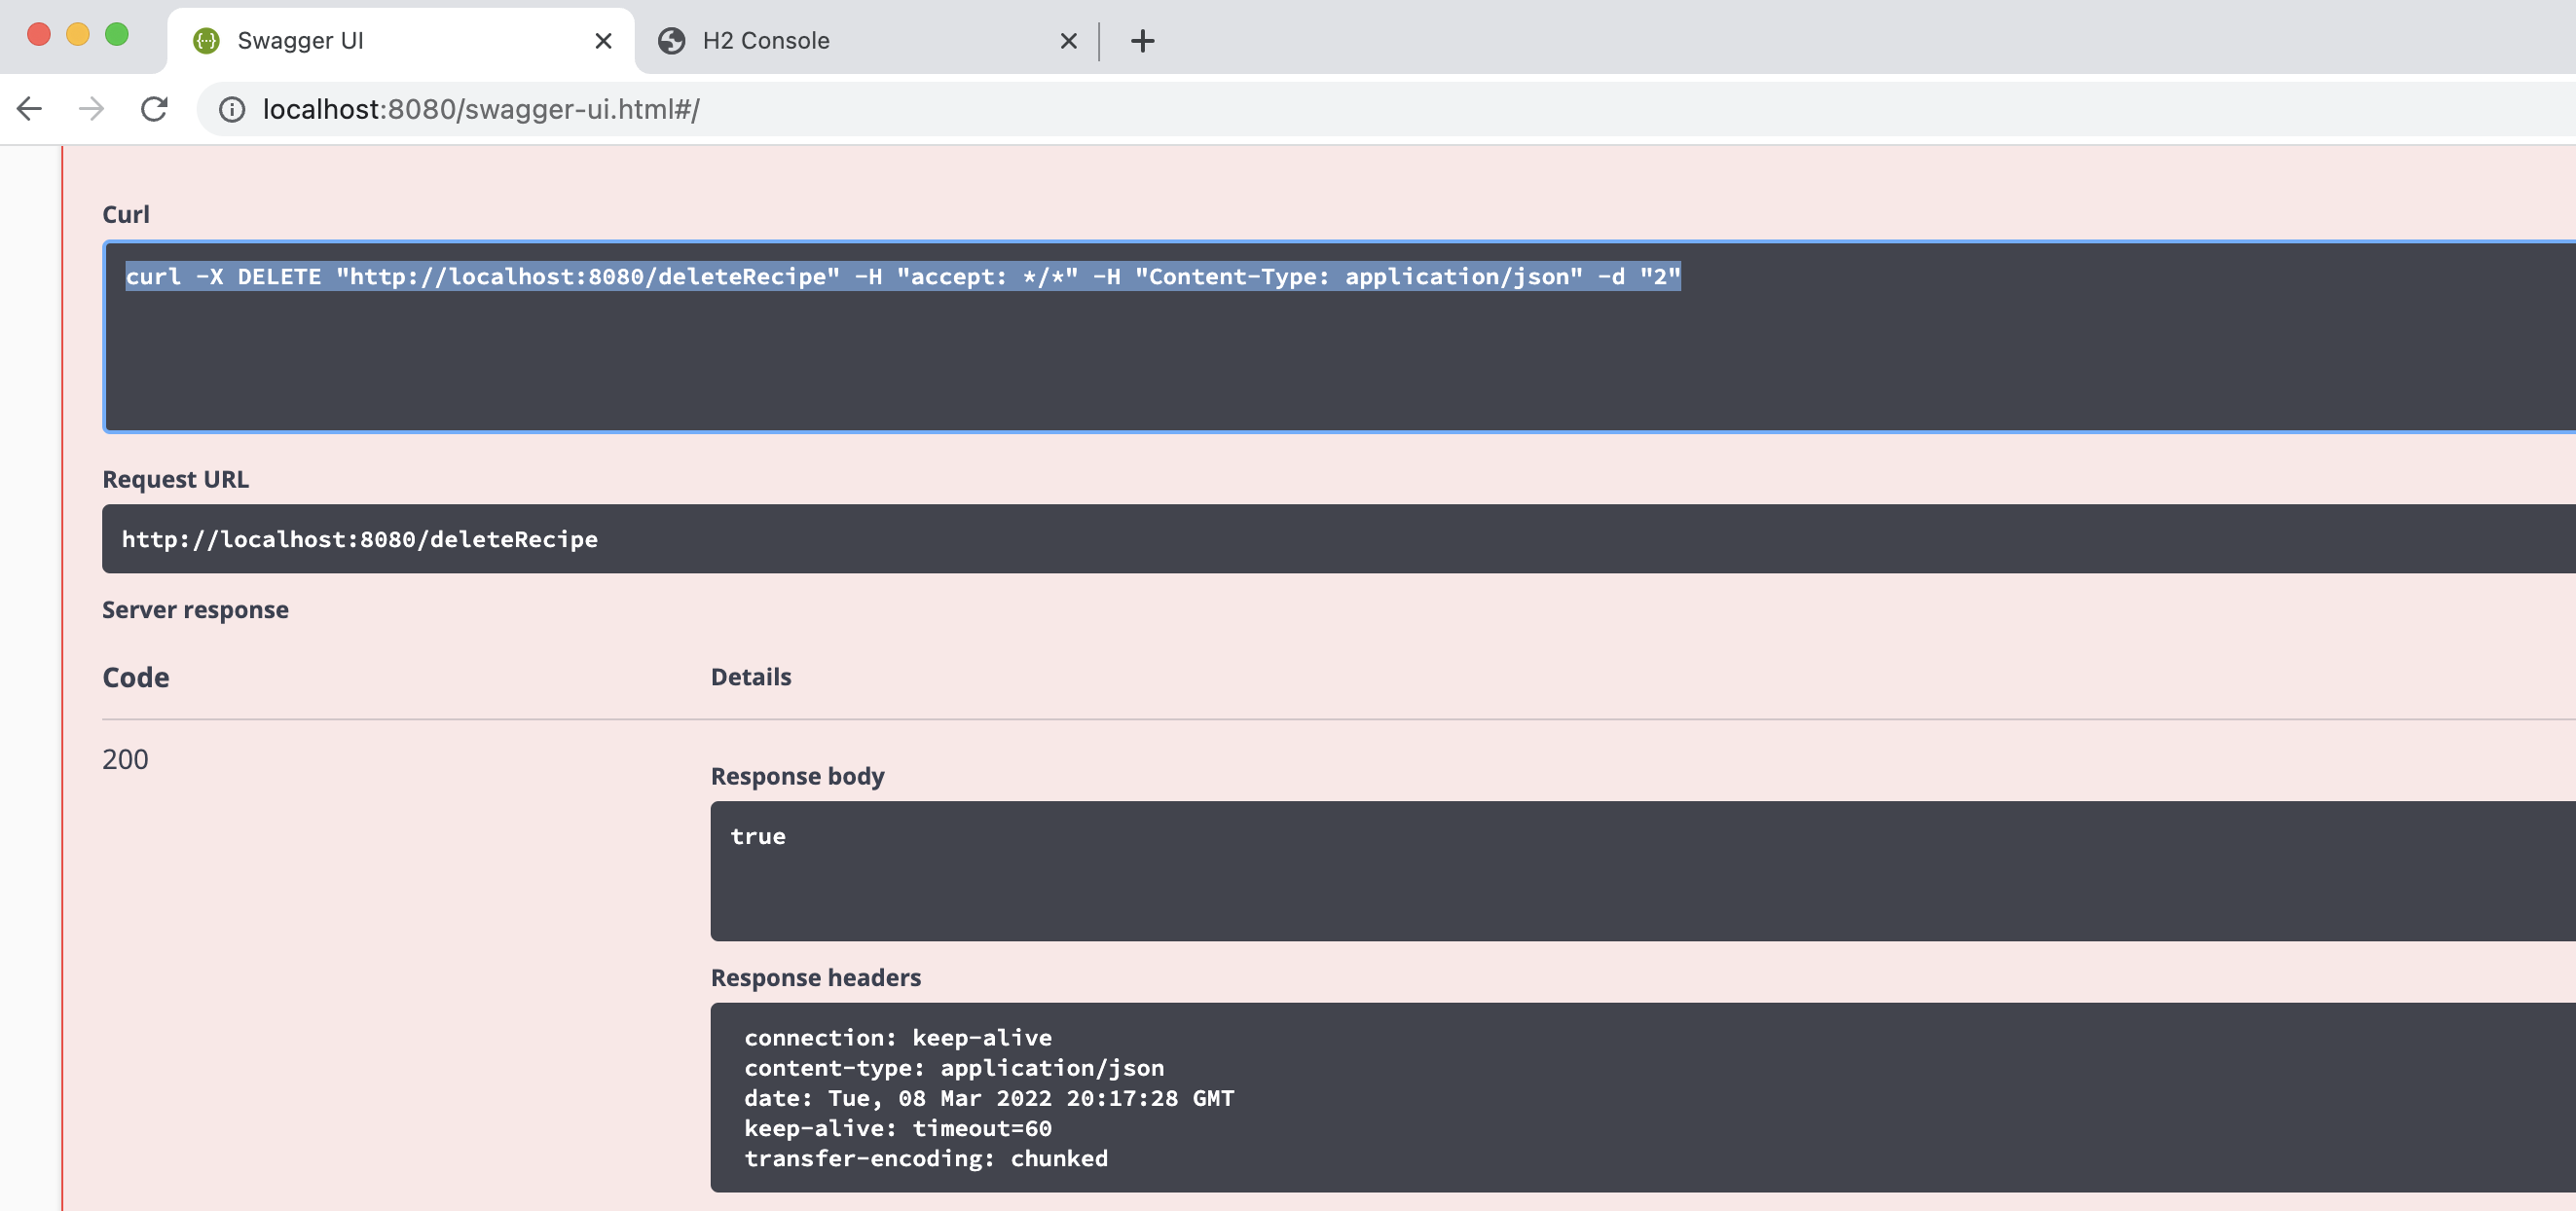 Swagger UI
H2 Console
localhost:8080/swagger-ui.html#/
Curl
curl -X DELETE "http://localhost:8080/deleteRecipe" -H "accept: */*" -H "Content-Type: application/json" -d "2"
Request URL
http://localhost:8080/deleteRecipe
Server response
Code
Details
200
Response body
true
Response headers
connection: keep-alive
content-type: application/json
date: Tue, 08 Mar 2022 20:17:28 GMT
keep-alive: timeout=60
transfer-encoding: chunked